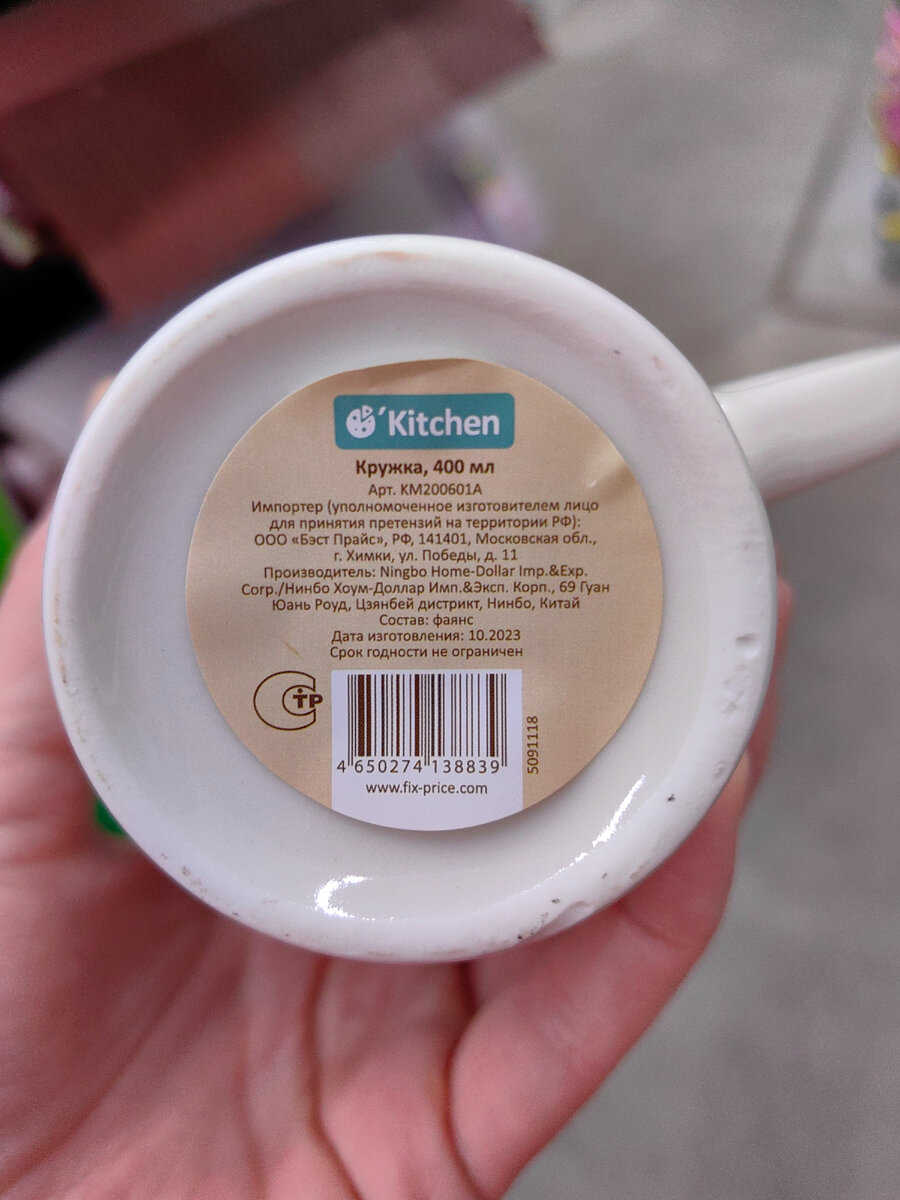 'Kitchen
Кружка, 400 мл
Арт. KM200601A
Импортер (уполномоченное изготовителем лицо
для принятия претензий на территории РФ):
ООО «Бэст Прайс», РФ, 141401, Московская обл.,
г. Химки, ул. Победы, д. 11
Производитель: Ningbo Home-Dollar Imp.&Exp.
Corp./Нинбо Хоум-Доллар Имп.&Эксп. Корп., 69 Гуан
Юань Роуд, Цзянбей дистрикт, Нинбо, Китай
Состав: фаянс
Дата изготовления: 10.2023
Срок годности не ограничен
СТР
4 650274 138839
www.fix-price.com
5091118